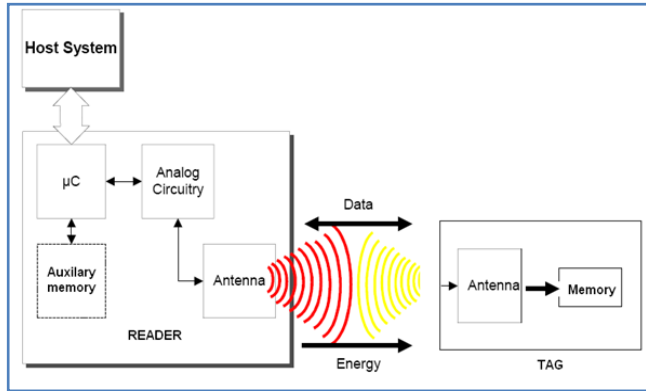 Host System
µC
Analog
Circuitry
Auxilary
memory
Antenna
READER
Data
Energy
Antenna
Memory
TAG